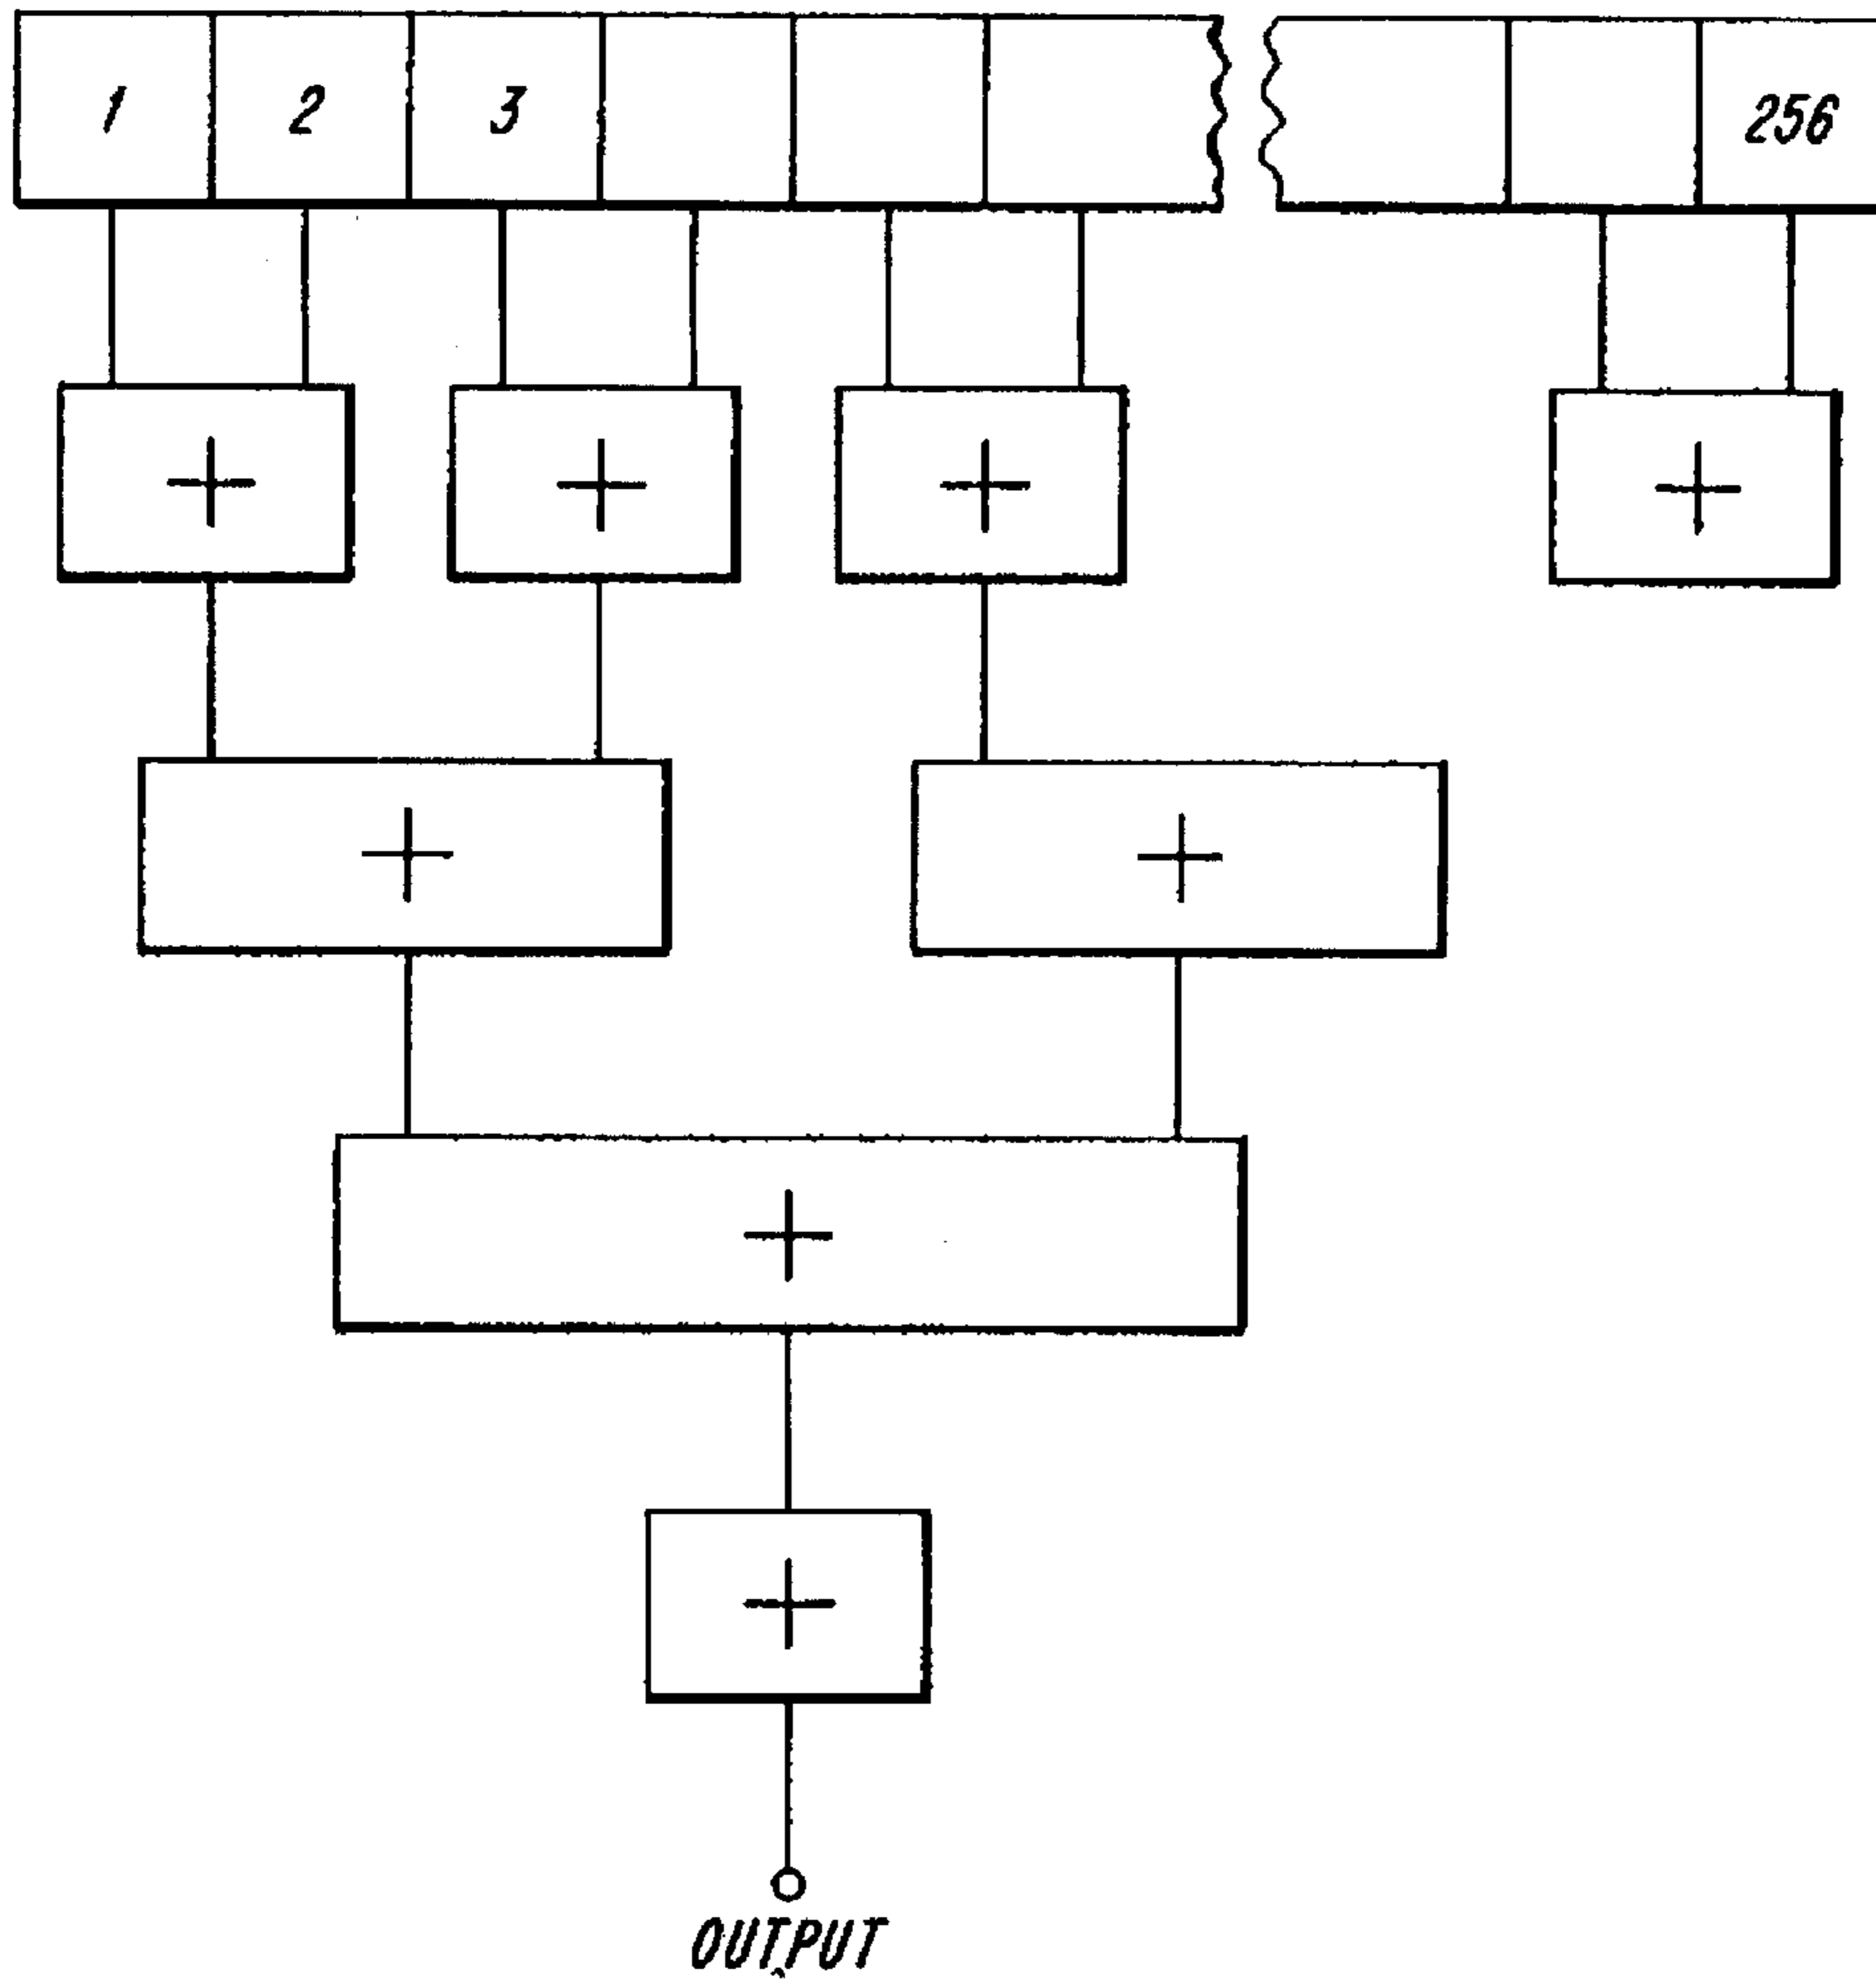 1 2 3 256
+ + + +
+ +
+
+
OUTPUT